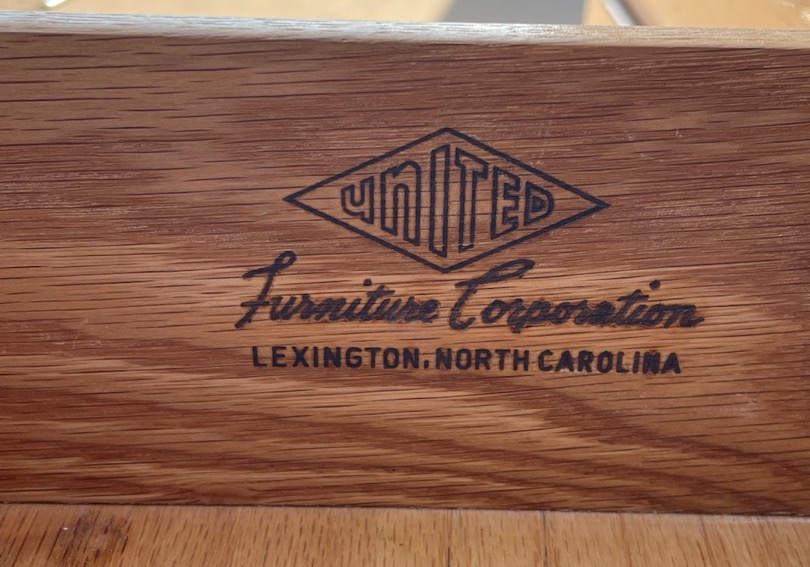 UNITED
Furniture Corporation
LEXINGTON, NORTH CAROLINA